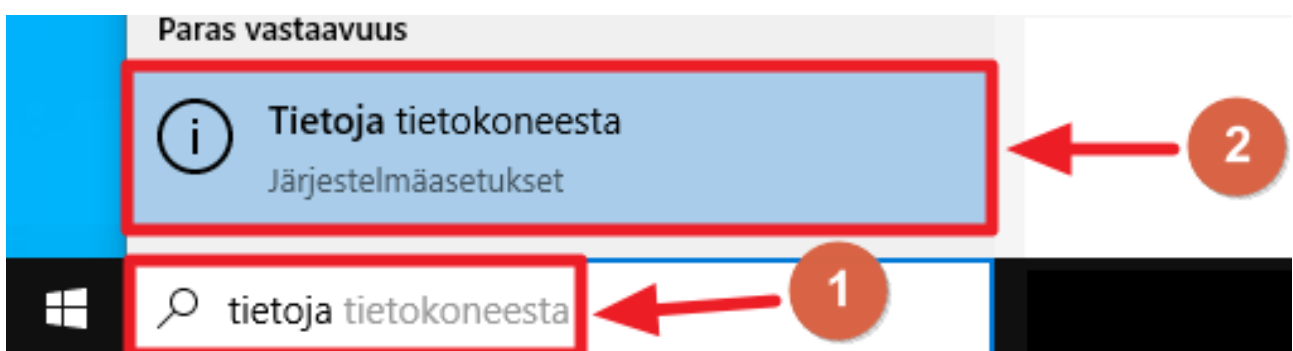 Paras vastaavuus
Tietoja tietokoneesta
Järjestelmäasetukset
2
tietoja tietokoneesta
1